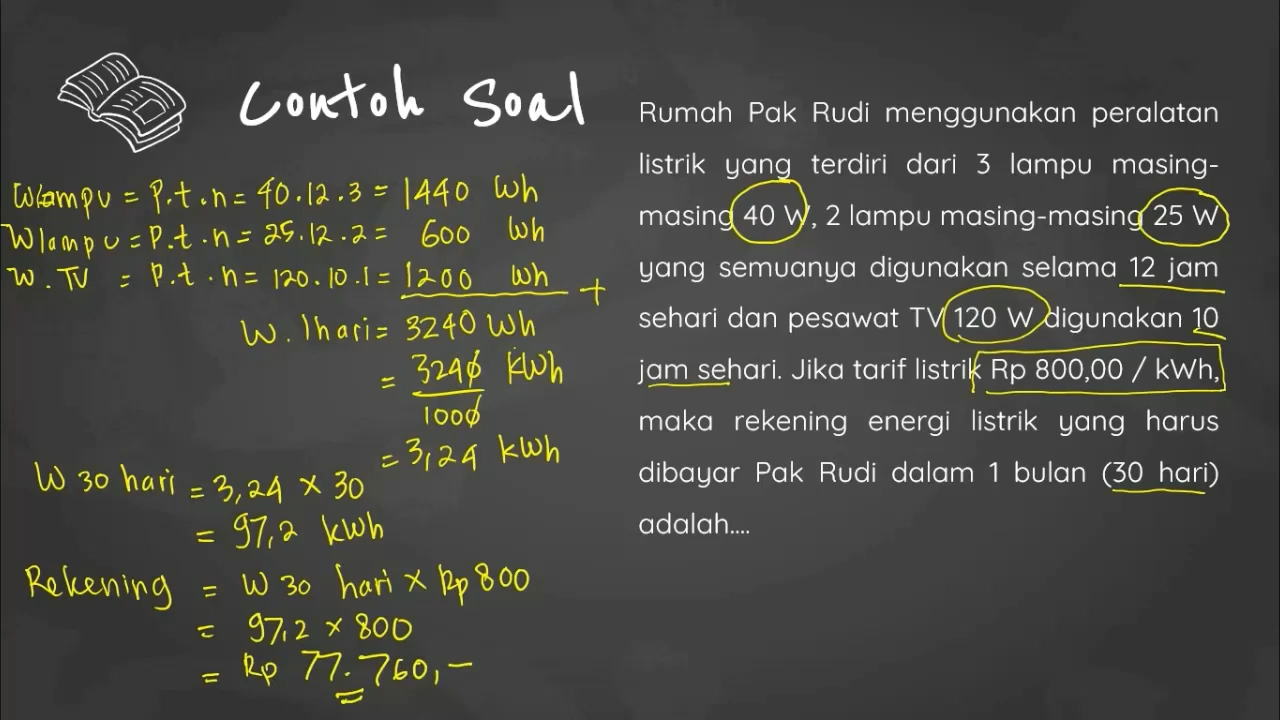 Contoh Soal
Wlampu = P.t.n = 40.12.3 = 1440 Wh
Wlampu = P.t.n = 25.12.2 = 600 Wh
W.TV = P.t.n = 120.10.1 = 1200 Wh +
W.1hari = 3240 Wh
= 3240 kWh
1000
= 3,24 kWh
W 30 hari = 3,24 x 30
= 97,2 kWh
Rekening = W 30 hari x Rp 800
= 97,2 x 800
= Rp 77.760,-
Rumah Pak Rudi menggunakan peralatan
listrik yang terdiri dari 3 lampu masing-
masing 40 W, 2 lampu masing-masing 25 W
yang semuanya digunakan selama 12 jam
sehari dan pesawat TV 120 W digunakan 10
jam sehari. Jika tarif listrik Rp 800,00 / kWh,
maka rekening energi listrik yang harus
dibayar Pak Rudi dalam 1 bulan (30 hari)
adalah....